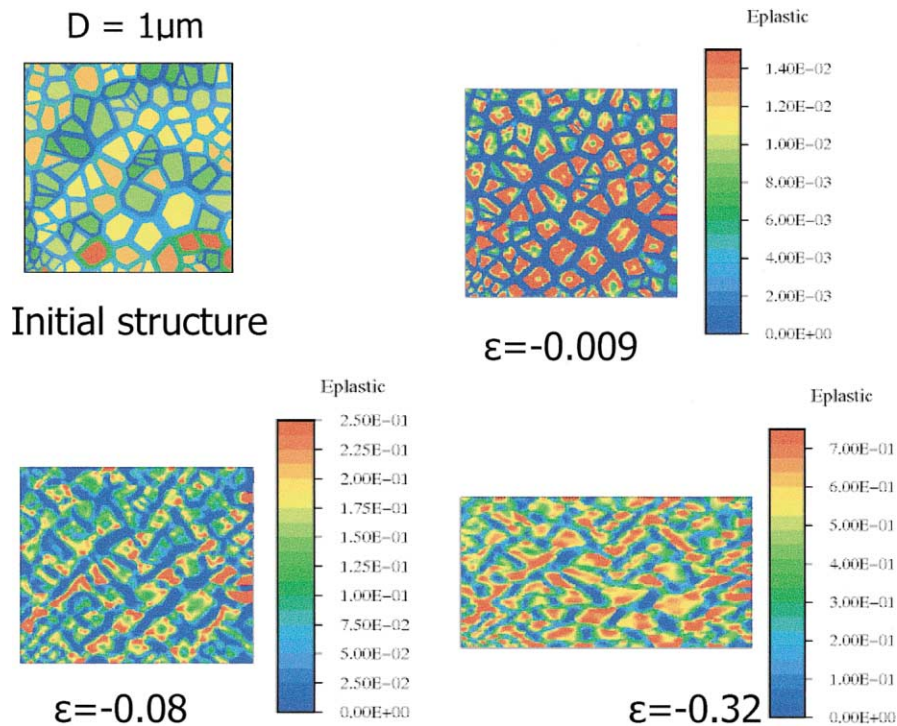 D = 1µm
Initial structure
Eplastic
1.40E−02
1.20E−02
1.00E−02
8.00E−03
6.00E−03
4.00E−03
2.00E−03
0.00E+00
ε=-0.009
Eplastic
2.50E−01
2.25E−01
2.00E−01
1.75E−01
1.50E−01
1.25E−01
1.00E−01
7.50E−02
5.00E−02
2.50E−02
0.00E+00
ε=-0.08
Eplastic
7.00E−01
6.00E−01
5.00E−01
4.00E−01
3.00E−01
2.00E−01
1.00E−01
0.00E+00
ε=-0.32